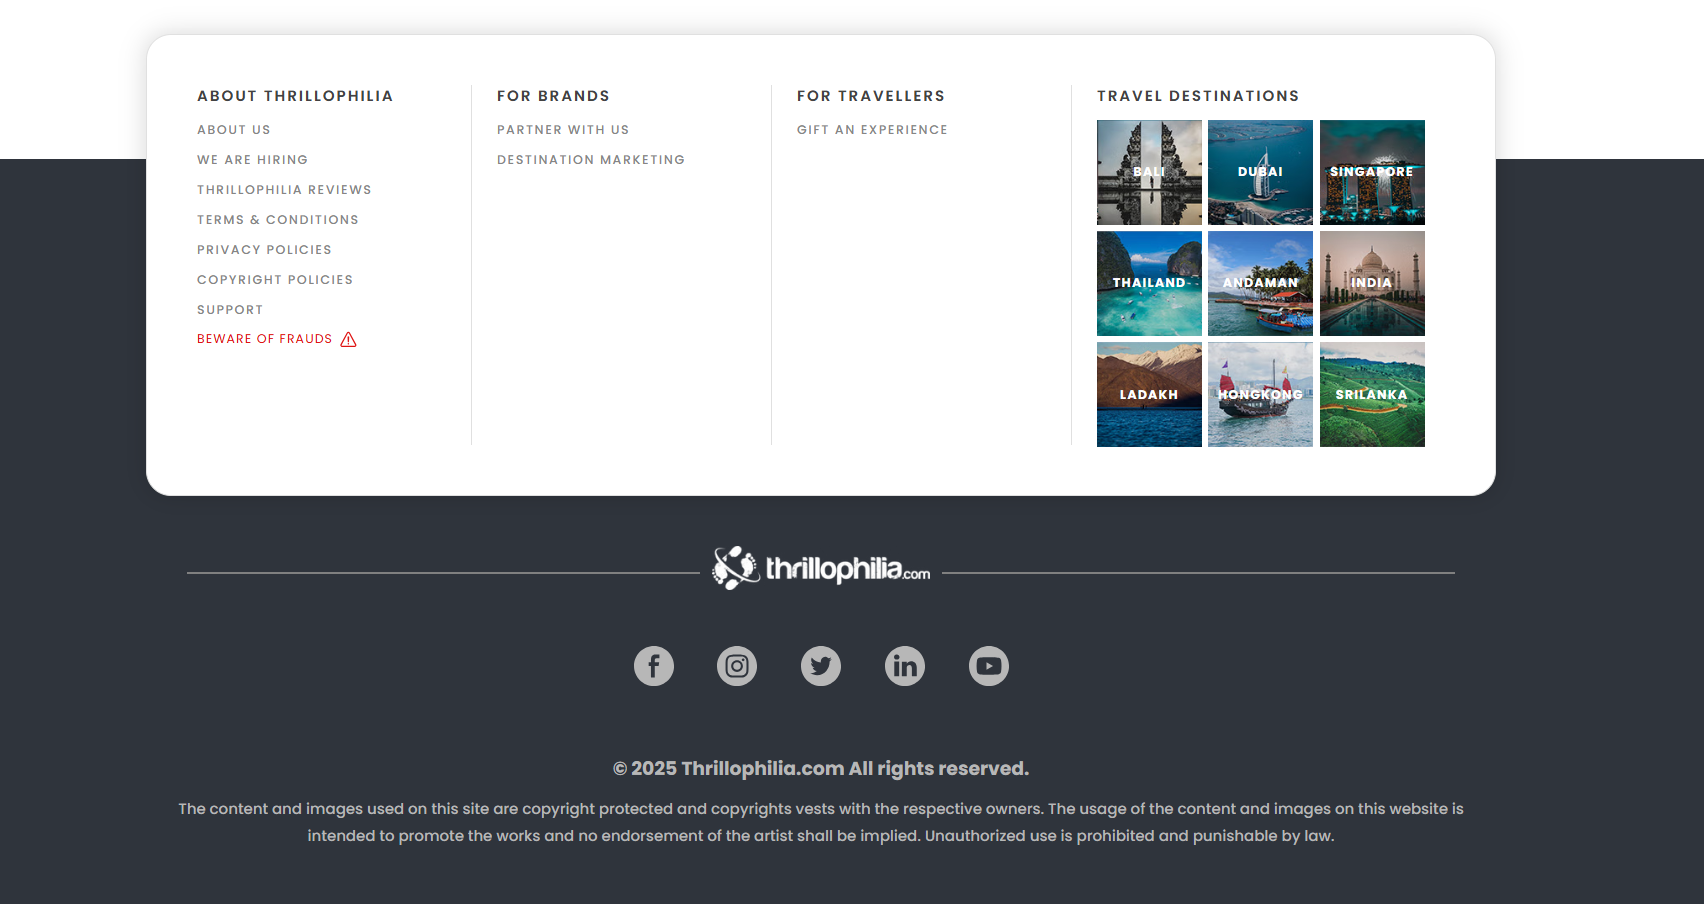 ABOUT THRILLOPHILIA
ABOUT US
WE ARE HIRING
THRILLOPHILIA REVIEWS
TERMS & CONDITIONS
PRIVACY POLICIES
COPYRIGHT POLICIES
SUPPORT
BEWARE OF FRAUDS
FOR BRANDS
PARTNER WITH US
DESTINATION MARKETING
FOR TRAVELLERS
GIFT AN EXPERIENCE
TRAVEL DESTINATIONS
BALI
DUBAI
SINGAPORE
THAILAND
ANDAMAN
INDIA
LADAKH
HONGKONG
SRILANKA
thrillophilia.com
© 2025 Thrillophilia.com All rights reserved.
The content and images used on this site are copyright protected and copyrights vests with the respective owners. The usage of the content and images on this website is
intended to promote the works and no endorsement of the artist shall be implied. Unauthorized use is prohibited and punishable by law.